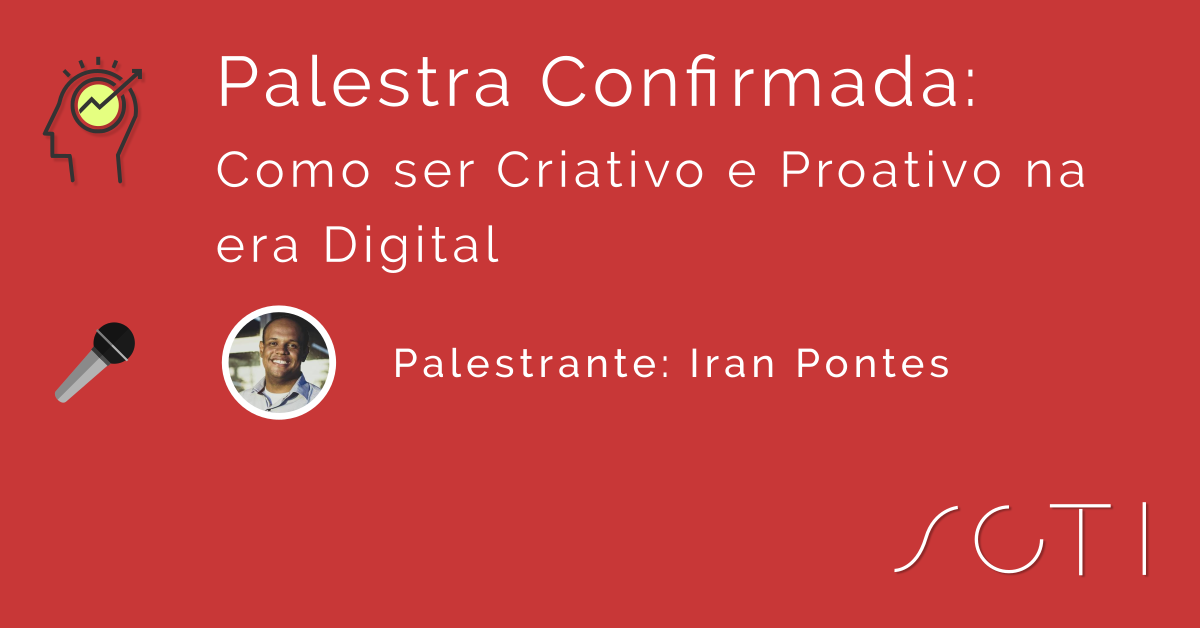 Palestra Confirmada:
Como ser Criativo e Proativo na
era Digital
Palestrante: Iran Pontes
SCTI